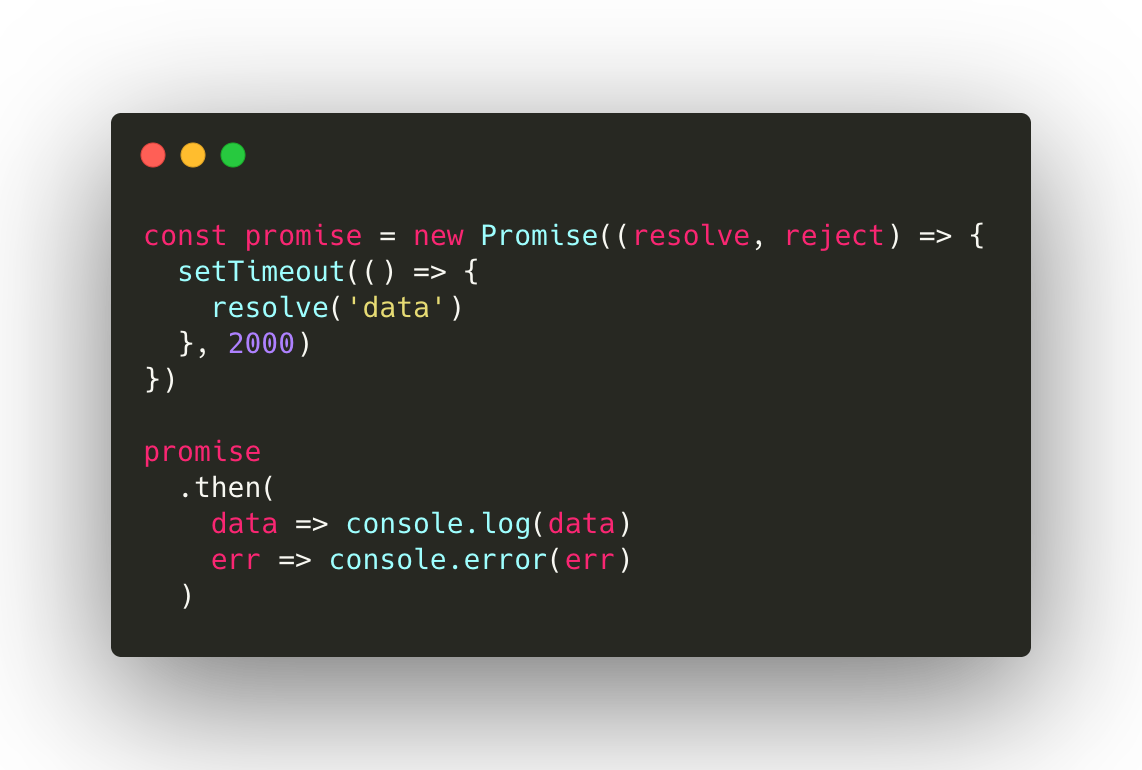 const promise = new Promise((resolve, reject) => {
  setTimeout(() => {
    resolve('data')
  }, 2000)
})

promise
  .then(
    data => console.log(data)
    err => console.error(err)
  )